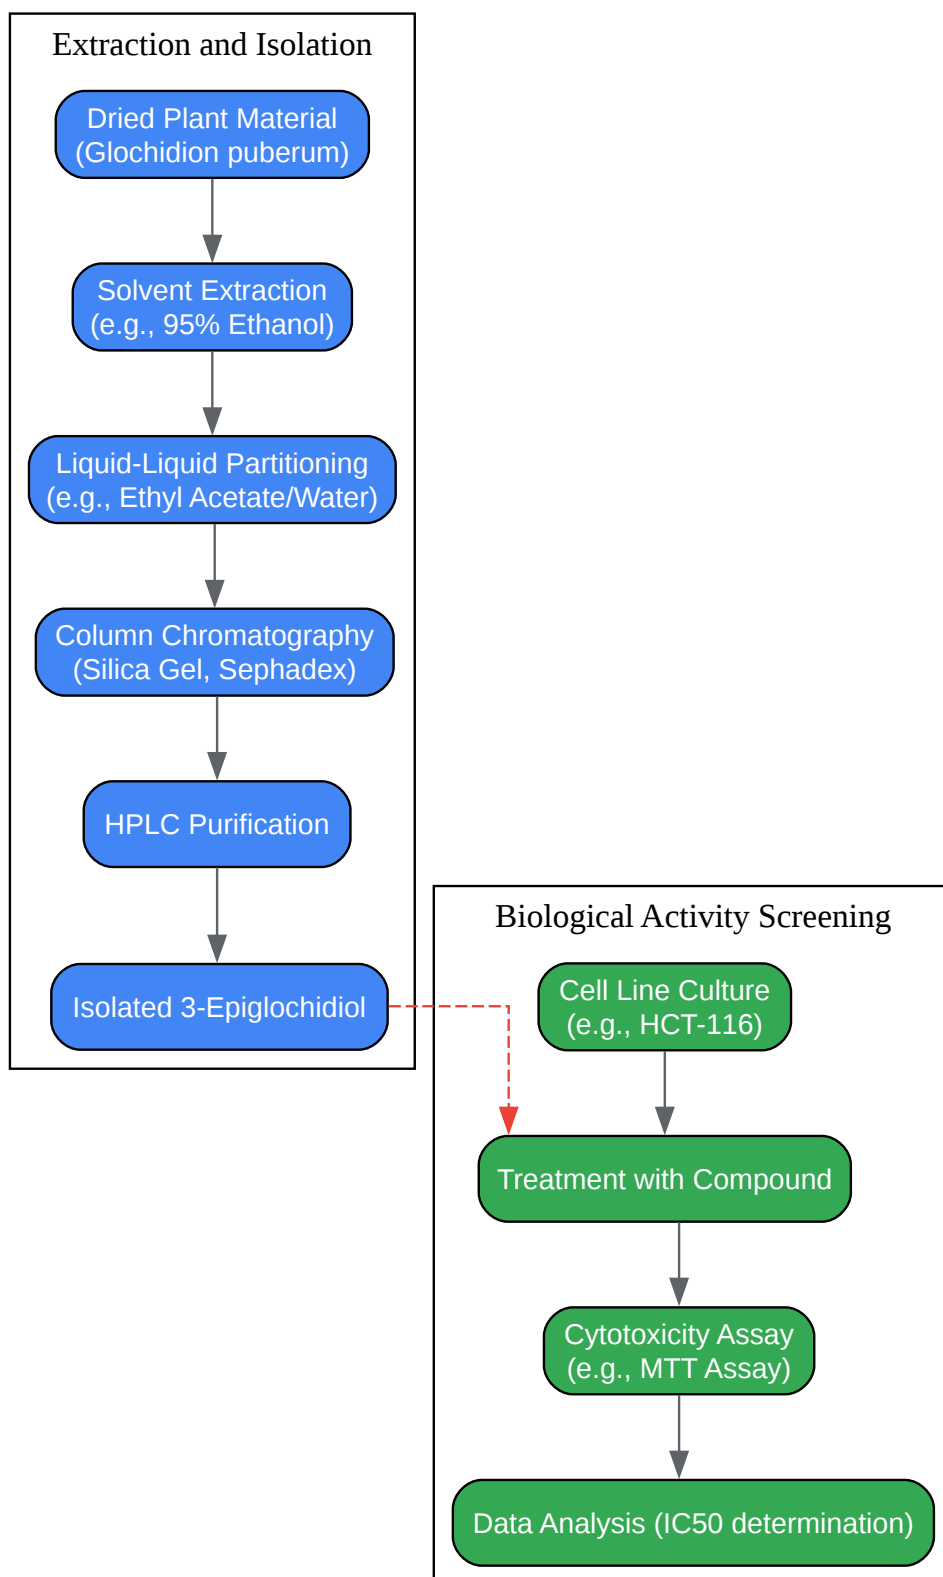 Extraction and Isolation
Dried Plant Material
(Glochidion puberum)
Solvent Extraction
(e.g., 95% Ethanol)
Liquid-Liquid Partitioning
(e.g., Ethyl Acetate/Water)
Column Chromatography
(Silica Gel, Sephadex)
HPLC Purification
Isolated 3-Epiglochidiol
Biological Activity Screening
Cell Line Culture
(e.g., HCT-116)
Treatment with Compound
Cytotoxicity Assay
(e.g., MTT Assay)
Data Analysis (IC50 determination)